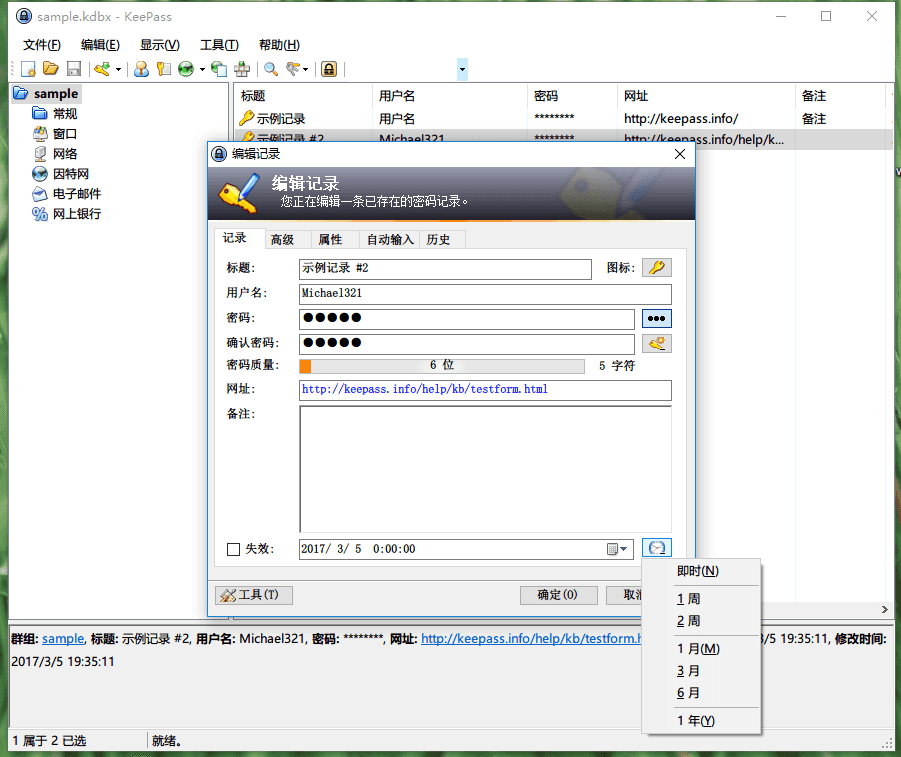 sample.kdbx - KeePass
文件(F) 编辑(E) 显示(V) 工具(T) 帮助(H)
sample
常规
窗口
网络
因特网
电子邮件
网上银行
标题 用户名 密码 网址 备注
示例记录 用户名 ******** http://keepass.info/ 备注
示例记录 #2 Michael321 ******** http://keepass.info/help/k...
编辑记录
编辑记录
您正在编辑一条已存在的密码记录。
记录 高级 属性 自动输入 历史
标题: 示例记录 #2 图标:
用户名: Michael321
密码: ●●●●●
确认密码: ●●●●●
密码质量: 6 位 5 字符
网址: http://keepass.info/help/kb/testform.html
备注:
失效: 2017/ 3/ 5 0:00:00
工具(T) 确定(O) 取消
即时(N)
1 周
2 周
1 月(M)
3 月
6 月
1 年(Y)
群组: sample, 标题: 示例记录 #2, 用户名: Michael321, 密码: ********, 网址: http://keepass.info/help/kb/testform.h 3/5 19:35:11, 修改时间:
2017/3/5 19:35:11
1 属于 2 已选 就绪。